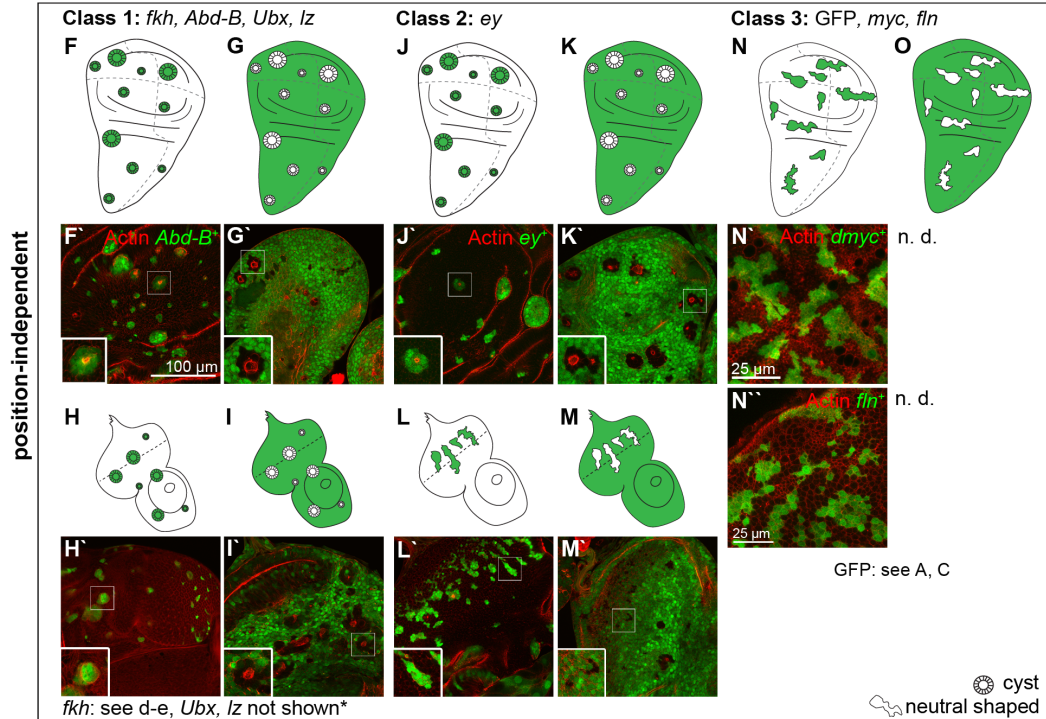 Class 1: fkh, Abd-B, Ubx, lz
Class 2: ey
Class 3: GFP, myc, fln
F
G
J
K
N
O
position-independent
F` Actin Abd-B+
100 µm
G`
J` Actin ey+
K`
N` Actin dmyc+
25 µm
n. d.
H
I
L
M
N`` Actin fln+
25 µm
n. d.
H`
I`
L`
M`
GFP: see A, C
cyst
neutral shaped
fkh: see d-e, Ubx, lz not shown*